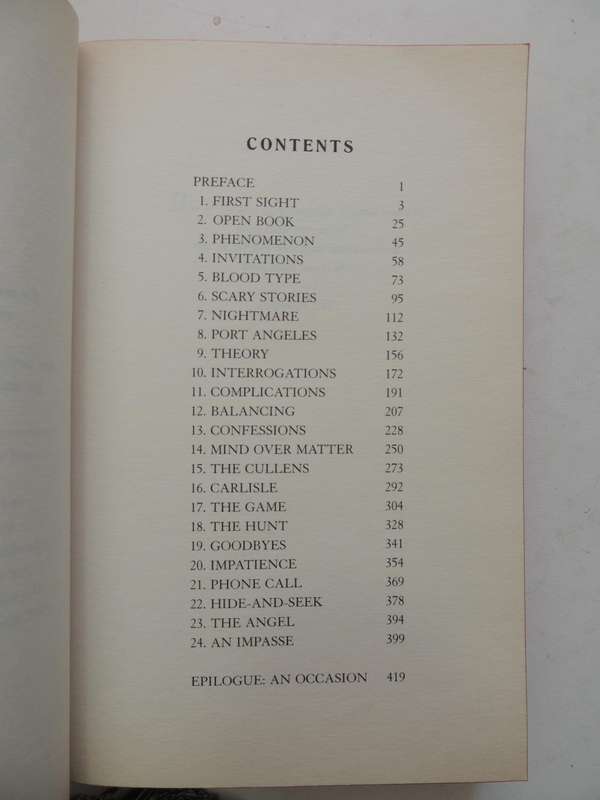 CONTENTS
PREFACE 1
1. FIRST SIGHT 3
2. OPEN BOOK 25
3. PHENOMENON 45
4. INVITATIONS 58
5. BLOOD TYPE 73
6. SCARY STORIES 95
7. NIGHTMARE 112
8. PORT ANGELES 132
9. THEORY 156
10. INTERROGATIONS 172
11. COMPLICATIONS 191
12. BALANCING 207
13. CONFESSIONS 228
14. MIND OVER MATTER 250
15. THE CULLENS 273
16. CARLISLE 292
17. THE GAME 304
18. THE HUNT 328
19. GOODBYES 341
20. IMPATIENCE 354
21. PHONE CALL 369
22. HIDE-AND-SEEK 378
23. THE ANGEL 394
24. AN IMPASSE 399
EPILOGUE: AN OCCASION 419